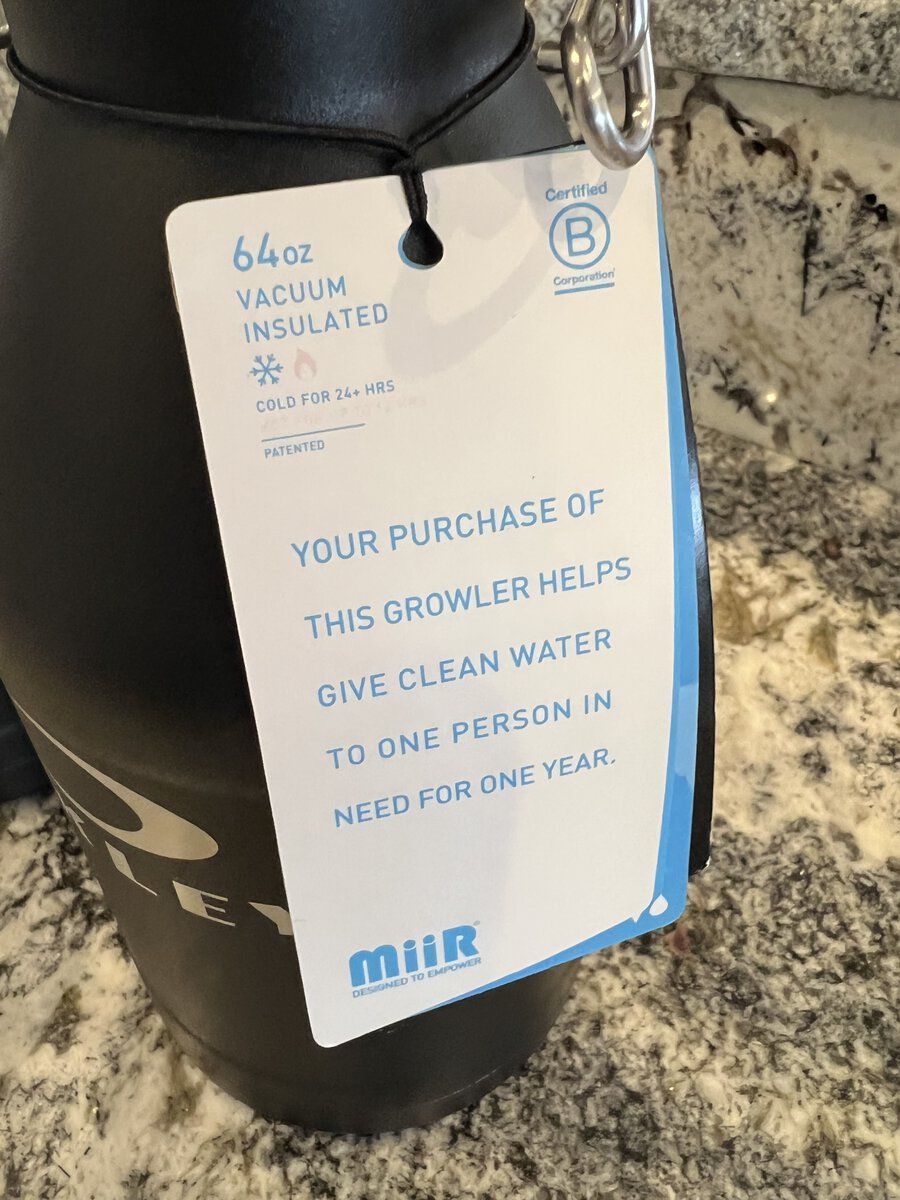 64oz
VACUUM
INSULATED
COLD FOR 24+ HRS
PATENTED
Certified
B
Corporation
YOUR PURCHASE OF
THIS GROWLER HELPS
GIVE CLEAN WATER
TO ONE PERSON IN
NEED FOR ONE YEAR.
MiiR®
DESIGNED TO EMPOWER
KLEY